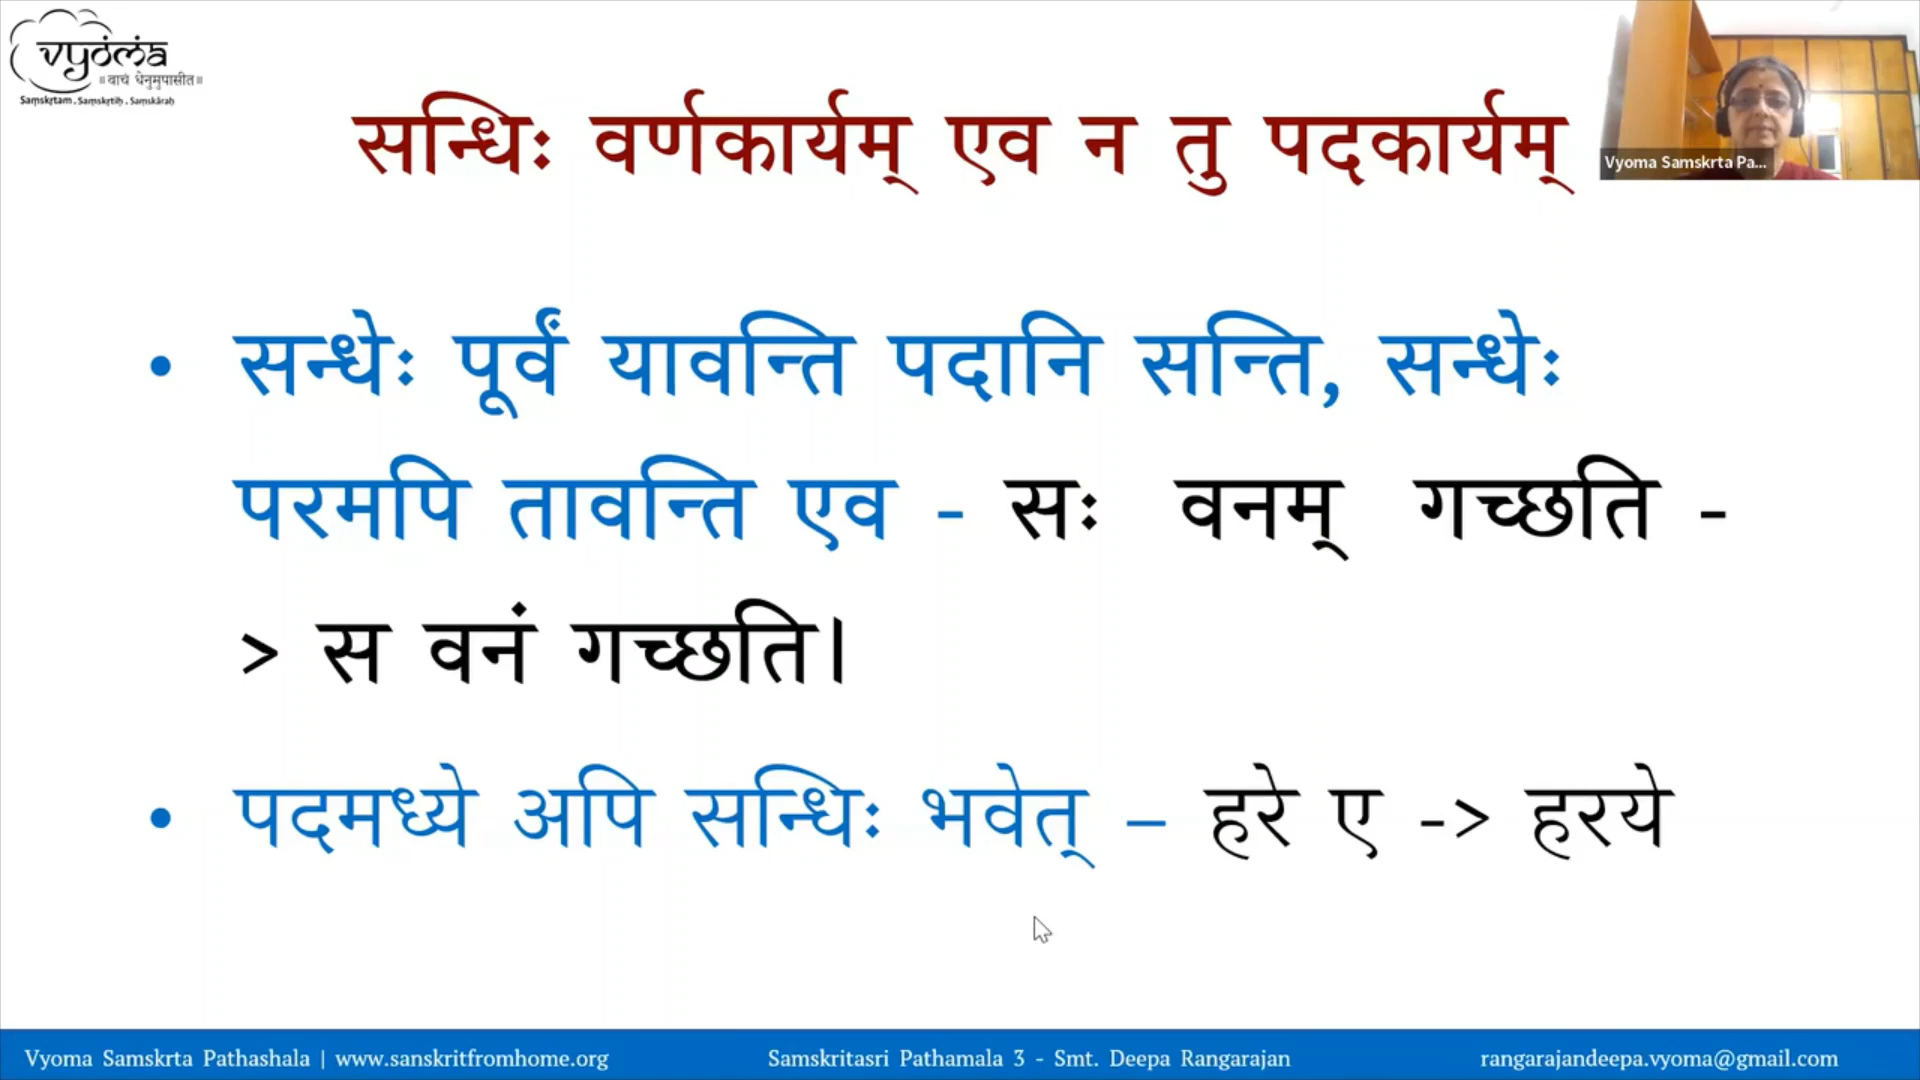 vyoma
॥वाचं धेनुमुपासीत॥
Saṃskṛtam . Saṃskṛtiḥ . Saṃskāraḥ
सन्धिः वर्णकार्यम् एव न तु पदकार्यम्
Vyoma Samskrta Pa...
• सन्धेः पूर्वं यावन्ति पदानि सन्ति, सन्धेः
परमपि तावन्ति एव - सः वनम् गच्छति -
> स वनं गच्छति।
• पदमध्ये अपि सन्धिः भवेत् – हरे ए -> हरये
Vyoma Samskrta Pathashala | www.sanskritfromhome.org
Samskritasri Pathamala 3 - Smt. Deepa Rangarajan
rangarajandeepa.vyoma@gmail.com